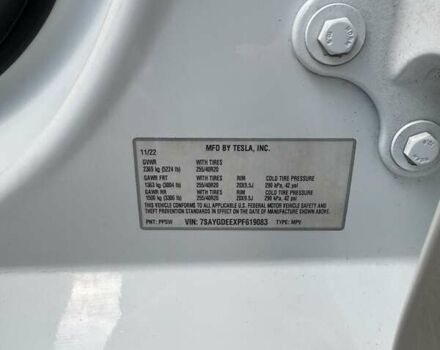 MFD BY TESLA, INC.
11/22
GVWR WITH TIRES
2369 kg (5224 lb) 255/40R20
GAWR FRT WITH TIRES RIM COLD TIRE PRESSURE
1363 kg (3004 lb) 255/40R20 20X9.5J 290 kPa, 42 psi
GAWR RR WITH TIRES RIM COLD TIRE PRESSURE
1500 kg (3306 lb) 255/40R20 20X9.5J 290 kPa, 42 psi
THIS VEHICLE CONFORMS TO ALL APPLICABLE U.S. FEDERAL MOTOR VEHICLE SAFETY
AND THEFT PREVENTION STANDARDS IN EFFECT ON THE DATE OF MANUFACTURE SHOWN ABOVE.
PNT: PPSW VIN: 7SAYGDEEXPF619083 TYPE: MPV